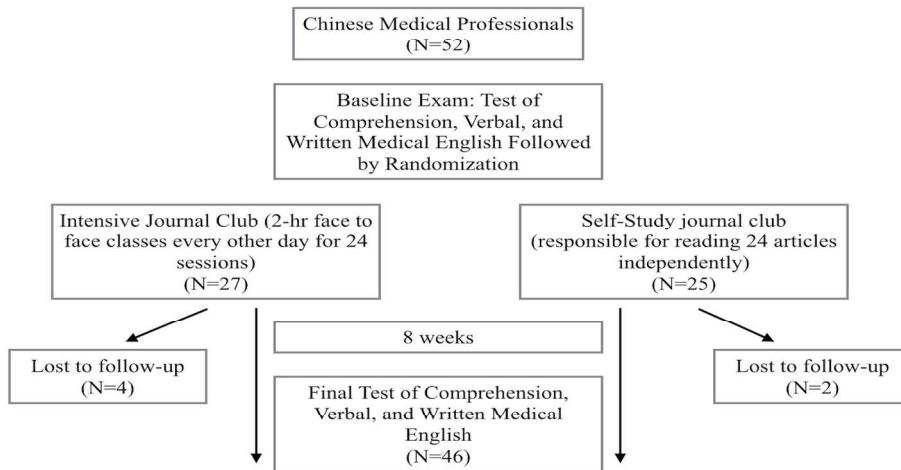 Chinese Medical Professionals
(N=52)
Baseline Exam: Test of
Comprehension, Verbal, and
Written Medical English Followed
by Randomization
Intensive Journal Club (2-hr face to
face classes every other day for 24
sessions)
(N=27)
Self-Study journal club
(responsible for reading 24 articles
independently)
(N=25)
8 weeks
Lost to follow-up
(N=4)
Lost to follow-up
(N=2)
Final Test of Comprehension,
Verbal, and Written Medical
English
(N=46)